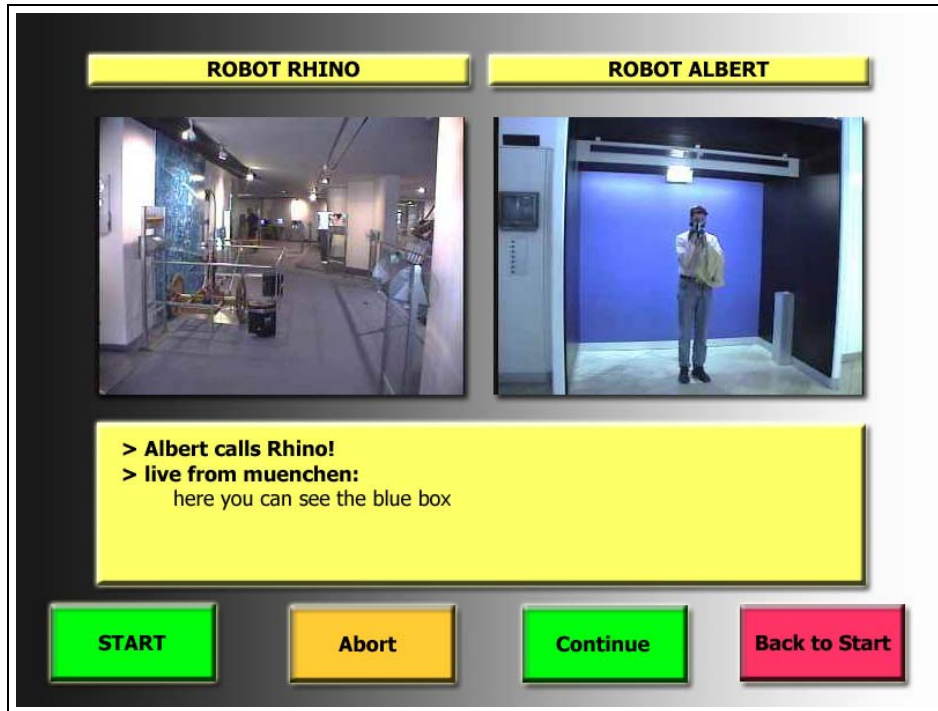 ROBOT RHINO
ROBOT ALBERT
> Albert calls Rhino!
> live from muenchen:
here you can see the blue box
START
Abort
Continue
Back to Start